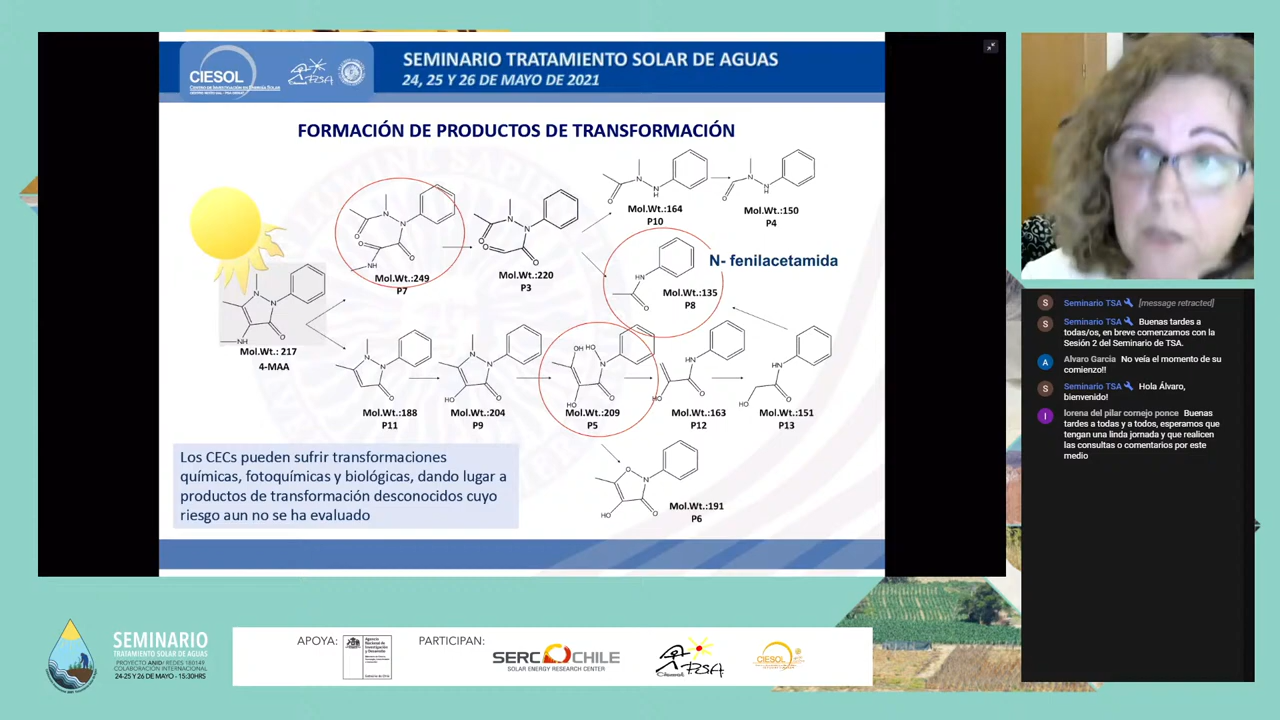 CIESOL
SEMINARIO TRATAMIENTO SOLAR DE AGUAS
24, 25 Y 26 DE MAYO DE 2021
FORMACIÓN DE PRODUCTOS DE TRANSFORMACIÓN
Mol.Wt.: 217
4-MAA
Mol.Wt.:249
P7
Mol.Wt.:220
P3
Mol.Wt.:164
P10
Mol.Wt.:150
P4
N- fenilacetamida
Mol.Wt.:135
P8
Mol.Wt.:188
P11
Mol.Wt.:204
P9
Mol.Wt.:209
P5
Mol.Wt.:163
P12
Mol.Wt.:151
P13
Mol.Wt.:191
P6
Los CECs pueden sufrir transformaciones
químicas, fotoquímicas y biológicas, dando lugar a
productos de transformación desconocidos cuyo
riesgo aun no se ha evaluado
S Seminario TSA [message retracted]
S Seminario TSA Buenas tardes a
todas/os, en breve comenzamos con la
Sesión 2 del Seminario de TSA.
A Alvaro Garcia No veía el momento de su
comienzo!!
S Seminario TSA Hola Álvaro,
bienvenido!
l lorena del pilar cornejo ponce Buenas
tardes a todas y a todos, esperamos que
tengan una linda jornada y que realicen
las consultas o comentarios por este
medio
SEMINARIO
TRATAMIENTO SOLAR DE AGUAS
PROYECTO ANID/ REDES 180149
COLABORACIÓN INTERNACIONAL
24-25 Y 26 DE MAYO - 15:30HRS
APOYA:
PARTICIPAN:
SERC CHILE
SOLAR ENERGY RESEARCH CENTER
PSA
CIESOL